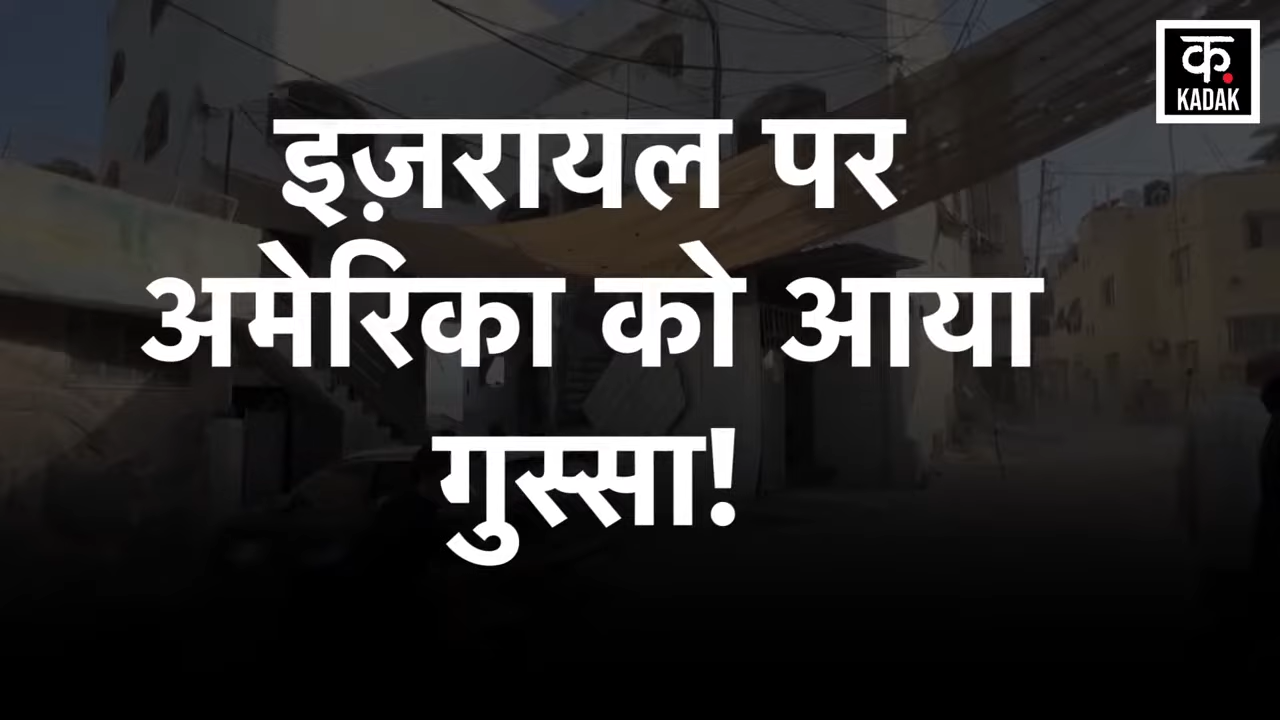 क.
KADAK
इज़रायल पर
अमेरिका को आया
गुस्सा!